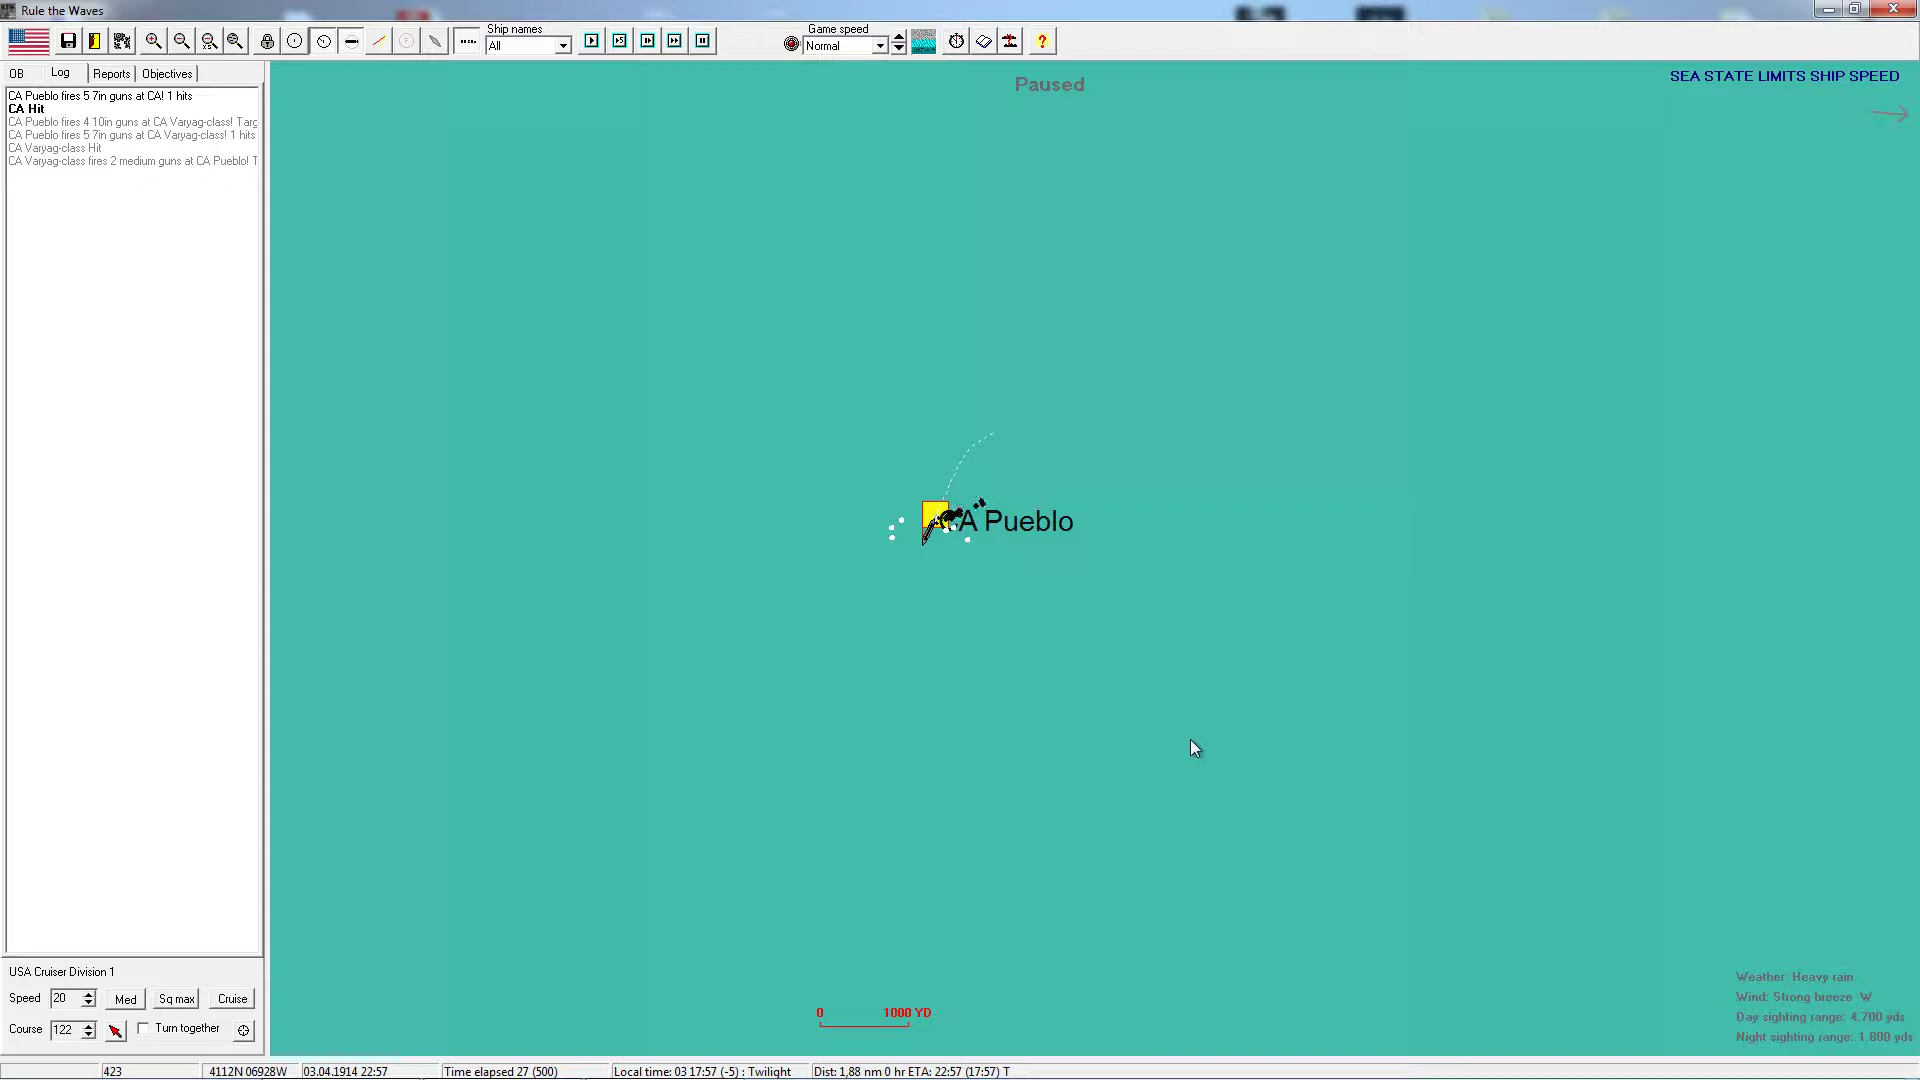 Rule the Waves
Ship names
All
Game speed
Normal
?
OB
Log
Reports
Objectives
CA Pueblo fires 5 7in guns at CA! 1 hits
CA Hit
CA Pueblo fires 4 10in guns at CA Varyag-class! Targ
CA Pueblo fires 5 7in guns at CA Varyag-class! 1 hits
CA Varyag-class Hit
CA Varyag-class fires 2 medium guns at CA Pueblo! T
Paused
SEA STATE LIMITS SHIP SPEED
CA Pueblo
USA Cruiser Division 1
Speed 20 Med Sq max Cruise
Course 122 Turn together
0 1000 YD
Weather: Heavy rain
Wind: Strong breeze W
Day sighting range: 4.700 yds
Night sighting range: 1.800 yds
423 4112N 06928W 03.04.1914 22:57 Time elapsed 27 (500) Local time: 03 17:57 (-5) : Twilight Dist: 1,88 nm 0 hr ETA: 22:57 (17:57) T